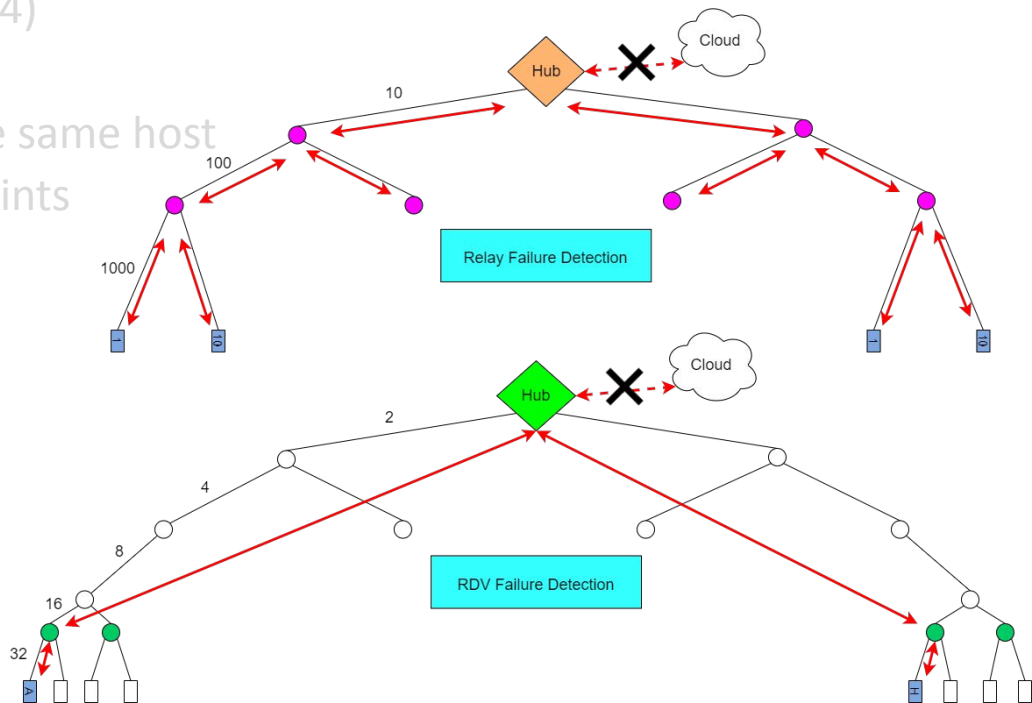 4)
Cloud
Hub
10
e same host
100
ints
Relay Failure Detection
1000
1
10
1
10
Cloud
Hub
2
4
8
RDV Failure Detection
16
32
A
H